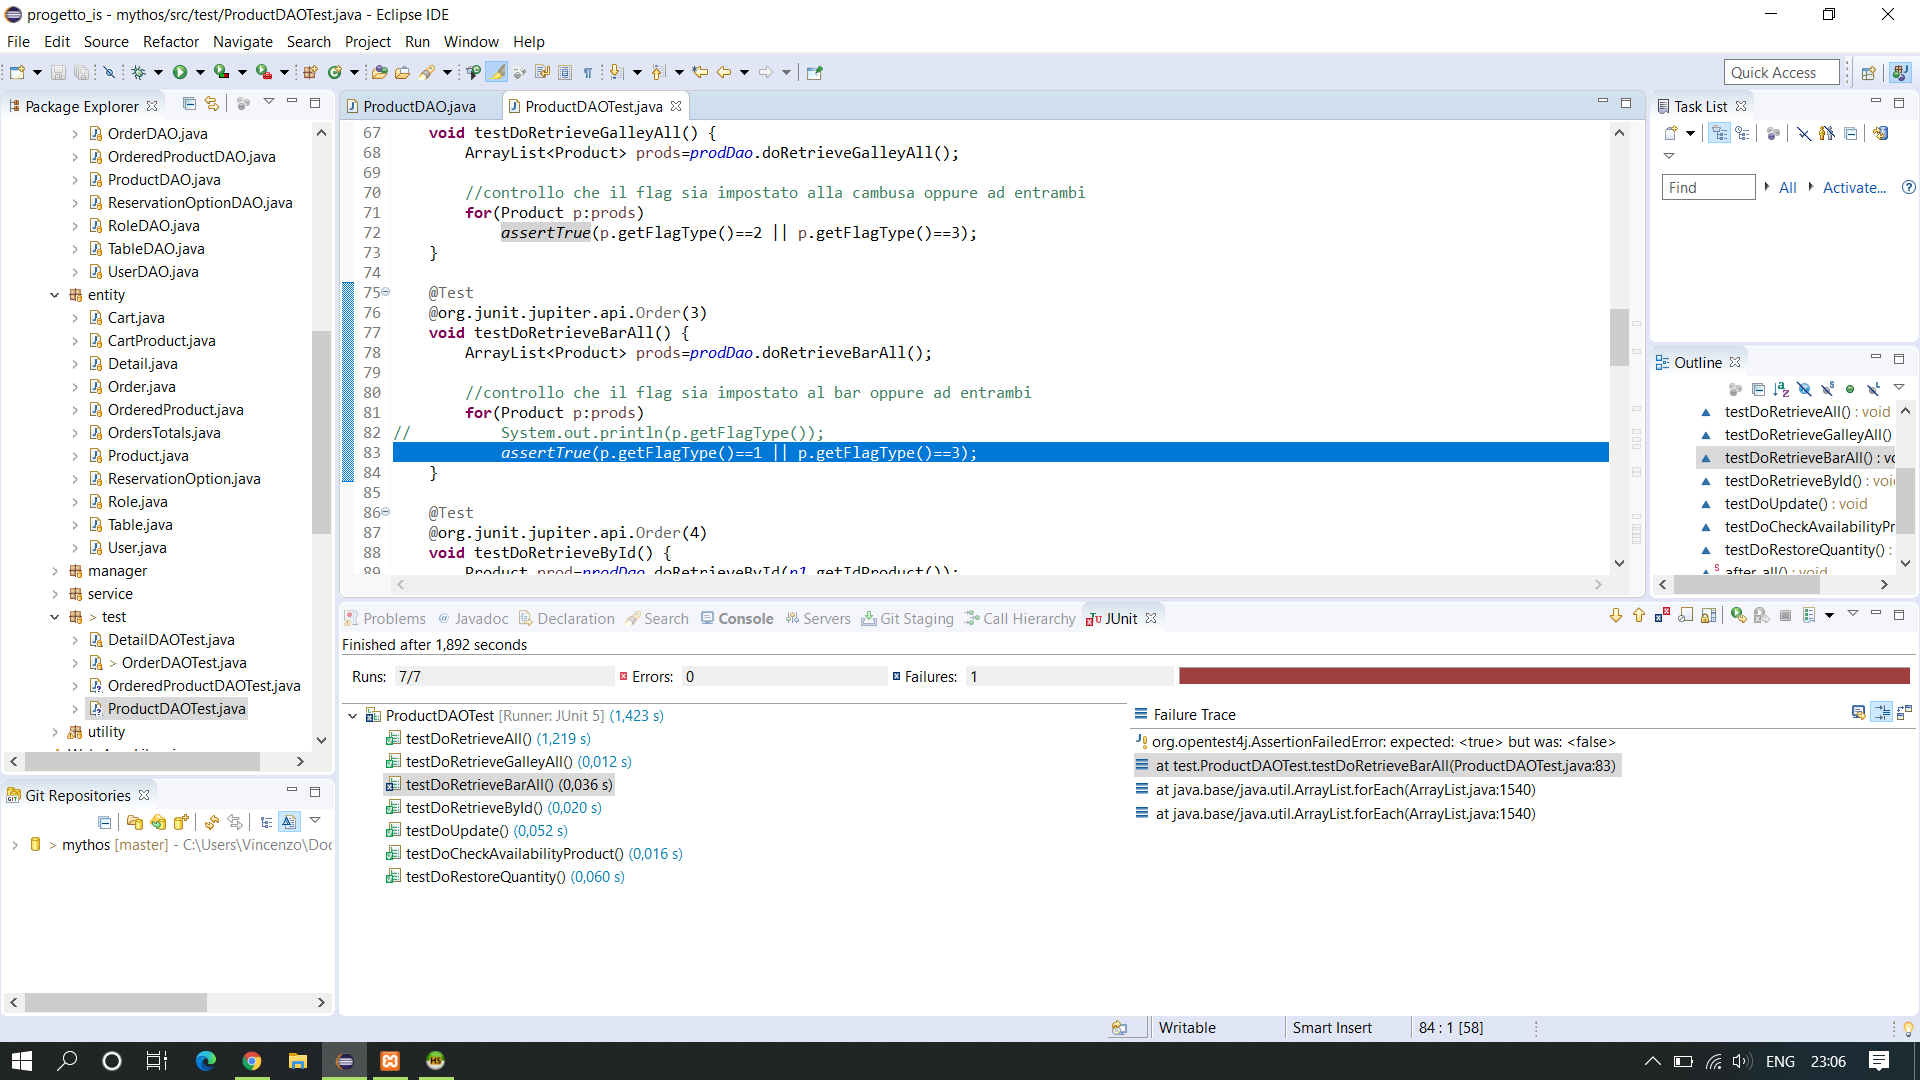 progetto_is - mythos/src/test/ProductDAOTest.java - Eclipse IDE
File Edit Source Refactor Navigate Search Project Run Window Help
Quick Access
Package Explorer
OrderDAO.java
OrderedProductDAO.java
ProductDAO.java
ReservationOptionDAO.java
RoleDAO.java
TableDAO.java
UserDAO.java
entity
Cart.java
CartProduct.java
Detail.java
Order.java
OrderedProduct.java
OrdersTotals.java
Product.java
ReservationOption.java
Role.java
Table.java
User.java
manager
service
> test
DetailDAOTest.java
> OrderDAOTest.java
OrderedProductDAOTest.java
ProductDAOTest.java
utility
Git Repositories
> mythos [master] - C:\Users\Vincenzo\Doc
ProductDAO.java
ProductDAOTest.java
67 void testDoRetrieveGalleyAll() {
68 ArrayList<Product> prods=prodDao.doRetrieveGalleyAll();
69
70 //controllo che il flag sia impostato alla cambusa oppure ad entrambi
71 for(Product p:prods)
72 assertTrue(p.getFlagType()==2 || p.getFlagType()==3);
73 }
74
75 @Test
76 @org.junit.jupiter.api.Order(3)
77 void testDoRetrieveBarAll() {
78 ArrayList<Product> prods=prodDao.doRetrieveBarAll();
79
80 //controllo che il flag sia impostato al bar oppure ad entrambi
81 for(Product p:prods)
82 // System.out.println(p.getFlagType());
83 assertTrue(p.getFlagType()==1 || p.getFlagType()==3);
84 }
85
86 @Test
87 @org.junit.jupiter.api.Order(4)
88 void testDoRetrieveById() {
89 Product prod=prodDao.doRetrieveById(p1.getIdProduct());
Task List
Find All Activate...
Outline
testDoRetrieveAll() : void
testDoRetrieveGalleyAll()
testDoRetrieveBarAll() : vo
testDoRetrieveById() : voi
testDoUpdate() : void
testDoCheckAvailabilityPr
testDoRestoreQuantity() :
after_all() : void
Problems Javadoc Declaration Search Console Servers Git Staging Call Hierarchy JUnit
Finished after 1,892 seconds
Runs: 7/7 Errors: 0 Failures: 1
ProductDAOTest [Runner: JUnit 5] (1,423 s)
testDoRetrieveAll() (1,219 s)
testDoRetrieveGalleyAll() (0,012 s)
testDoRetrieveBarAll() (0,036 s)
testDoRetrieveById() (0,020 s)
testDoUpdate() (0,052 s)
testDoCheckAvailabilityProduct() (0,016 s)
testDoRestoreQuantity() (0,060 s)
Failure Trace
org.opentest4j.AssertionFailedError: expected: <true> but was: <false>
at test.ProductDAOTest.testDoRetrieveBarAll(ProductDAOTest.java:83)
at java.base/java.util.ArrayList.forEach(ArrayList.java:1540)
at java.base/java.util.ArrayList.forEach(ArrayList.java:1540)
Writable Smart Insert 84 : 1 [58]
ENG 23:06